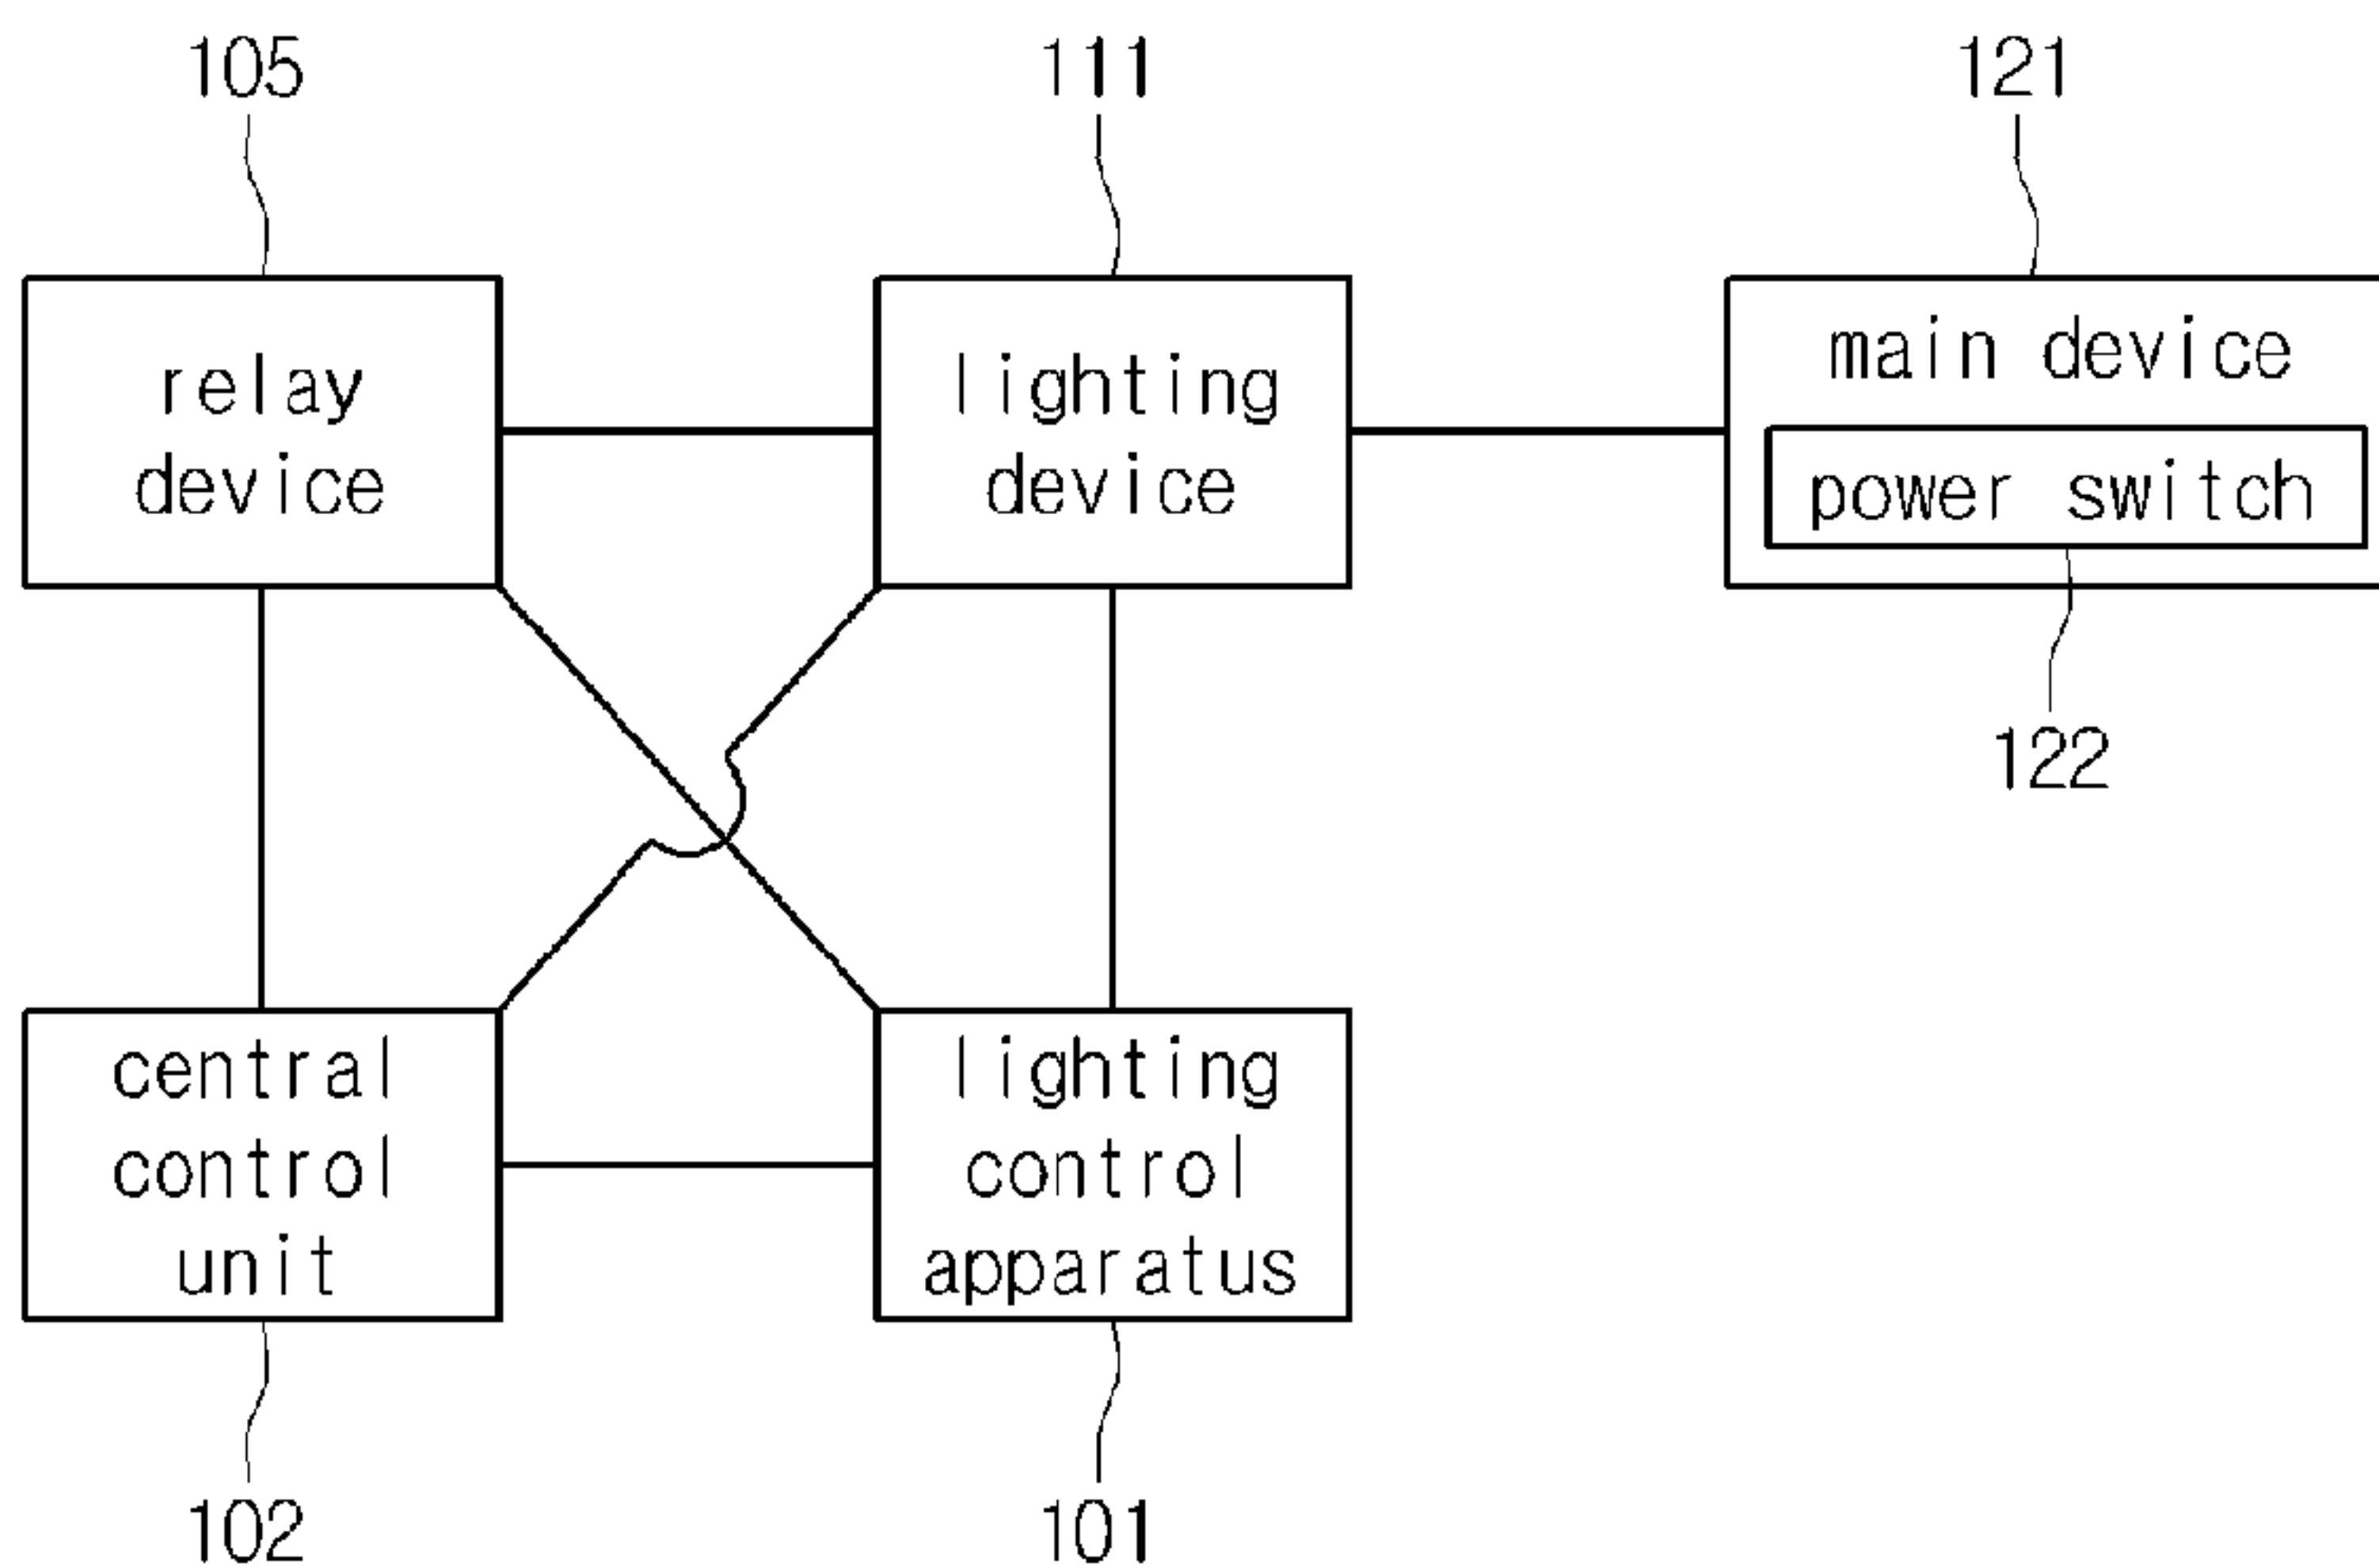 105
111
121
relay
device
lighting
device
main device
power switch
122
central
control
unit
lighting
control
apparatus
102
101